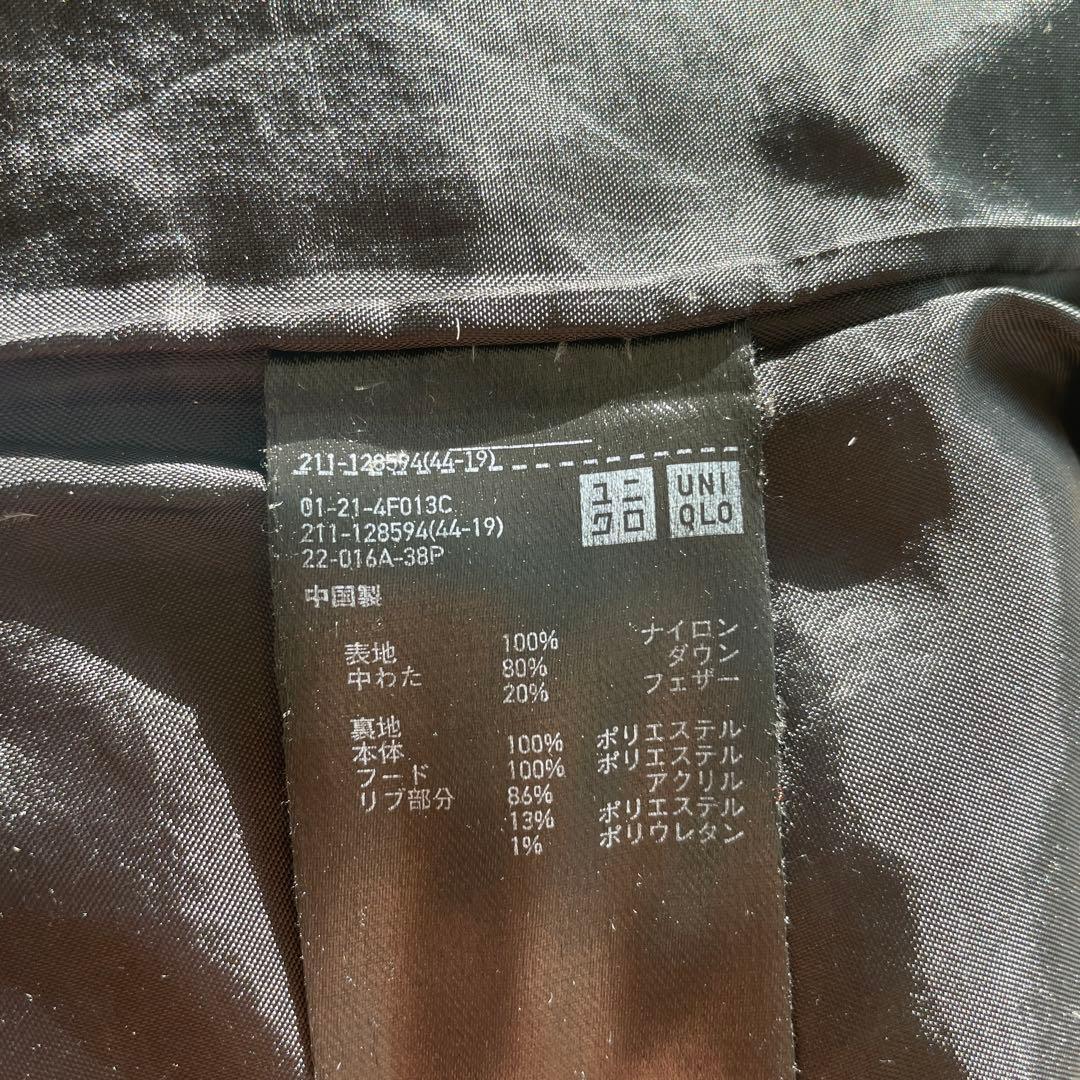 211-128594(44-19)
ユニクロ
UNIQLO
01-21-4F013C
211-128594(44-19)
22-016A-38P
中国製
表地 100% ナイロン
中わた 80% ダウン
20% フェザー
裏地
本体 100% ポリエステル
フード 100% ポリエステル
リブ部分 86% アクリル
13% ポリエステル
1% ポリウレタン